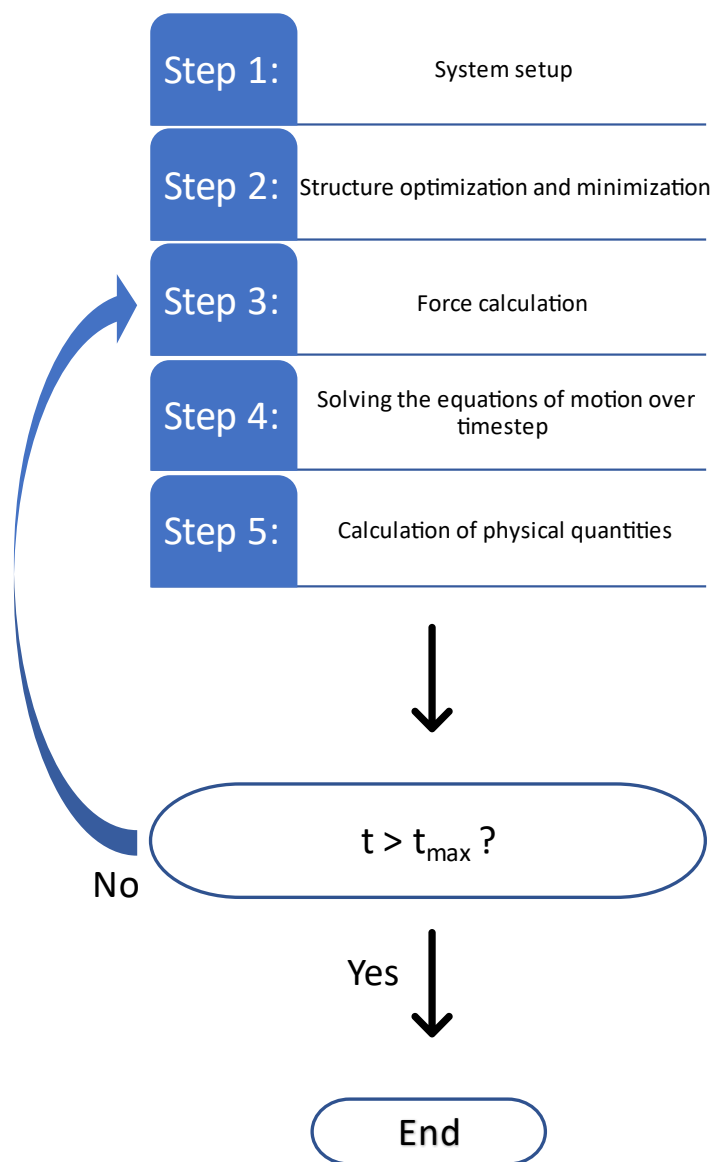 Step 1:
System setup
Step 2:
Structure optimization and minimization
Step 3:
Force calculation
Step 4:
Solving the equations of motion over
timestep
Step 5:
Calculation of physical quantities
t > tmax ?
No
Yes
End